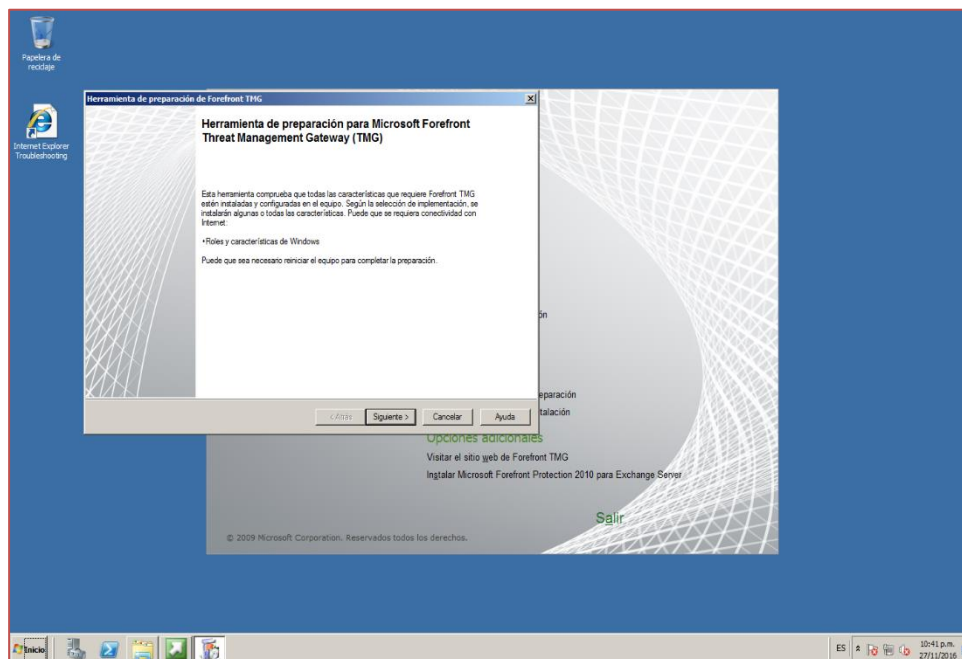 Papelera de
reciclaje
Internet Explorer
Troubleshooting
Herramienta de preparación de Forefront TMG
Herramienta de preparación para Microsoft Forefront
Threat Management Gateway (TMG)
Esta herramienta comprueba que todas las características que requiere Forefront TMG
estén instaladas y configuradas en el equipo. Según la selección de implementación, se
instalarán algunas o todas las características. Puede que se requiera conectividad con
Internet:
•Roles y características de Windows
Puede que sea necesario reiniciar el equipo para completar la preparación.
< Atrás
Siguiente >
Cancelar
Ayuda
ón
eparación
talación
Opciones adicionales
Visitar el sitio web de Forefront TMG
Instalar Microsoft Forefront Protection 2010 para Exchange Server
Salir
© 2009 Microsoft Corporation. Reservados todos los derechos.
Inicio
ES
10:41 p.m.
27/11/2016